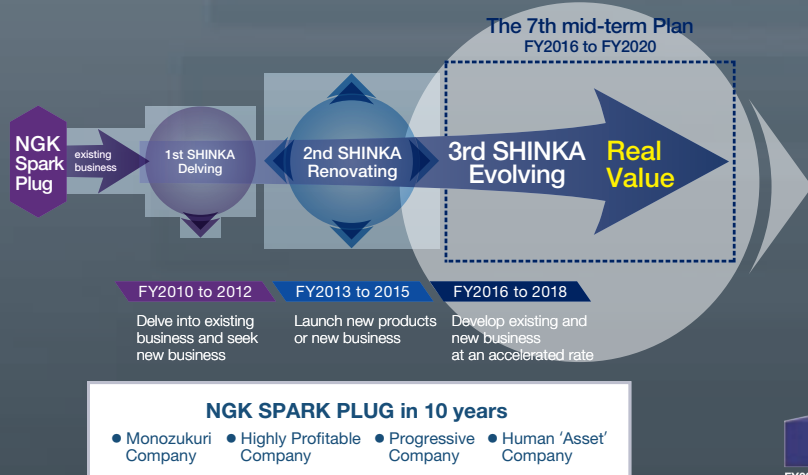 The 7th mid-term Plan
FY2016 to FY2020
NGK
Spark
Plug
existing
business
1st SHINKA
Delving
2nd SHINKA
Renovating
3rd SHINKA
Evolving
Real
Value
FY2010 to 2012
Delve into existing
business and seek
new business
FY2013 to 2015
Launch new products
or new business
FY2016 to 2018
Develop existing and
new business
at an accelerated rate
NGK SPARK PLUG in 10 years
● Monozukuri
Company
● Highly Profitable
Company
● Progressive
Company
● Human ‘Asset’
Company